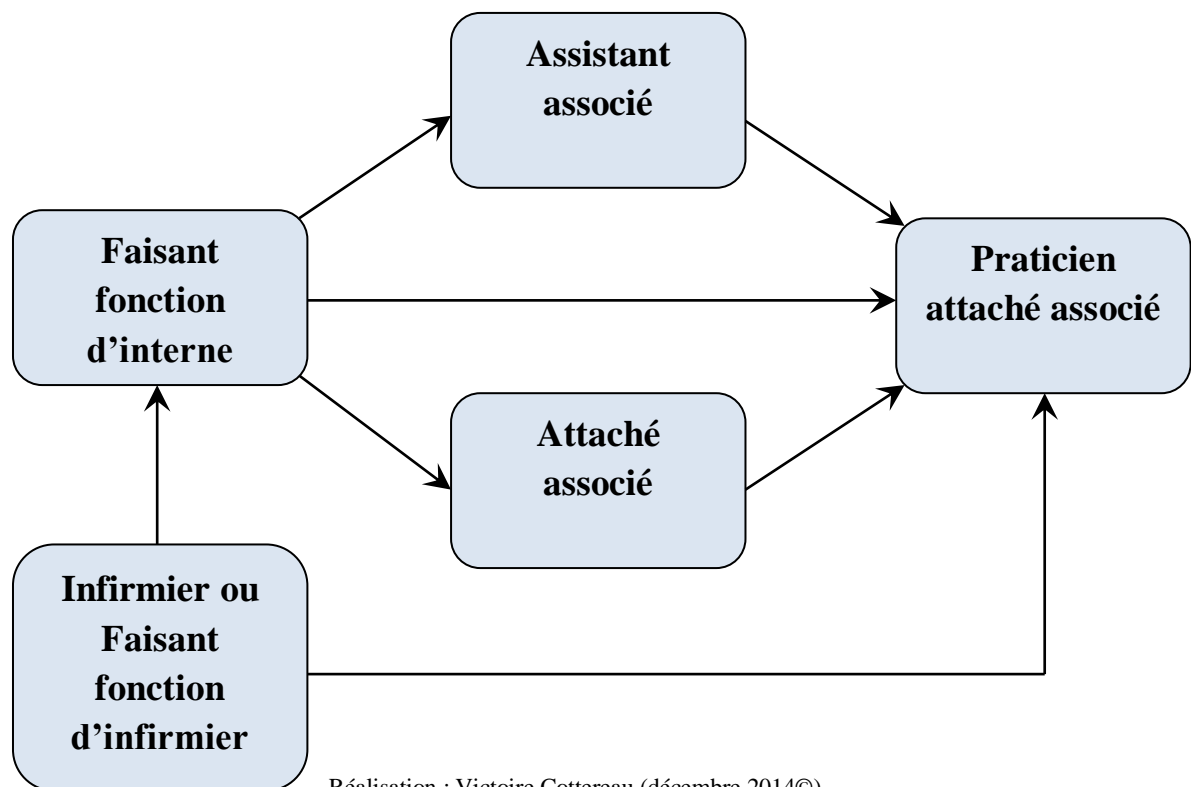 Assistant
associé
Faisant
fonction
d’interne
Praticien
attaché associé
Attaché
associé
Infirmier ou
Faisant
fonction
d’infirmier
Réalisation : Victoire Cottereau (décembre 2014©)